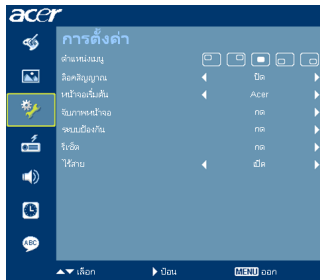 acer
การตั้งค่า
ตำแหน่งเมนู
ล็อคสัญญาณ ปิด
หน้าจอเริ่มต้น Acer
จับภาพหน้าจอ กด
ระบบป้องกัน กด
รีเซ็ต กด
ไร้สาย ปิด
ABC
เลือก ป้อน MENU ออก